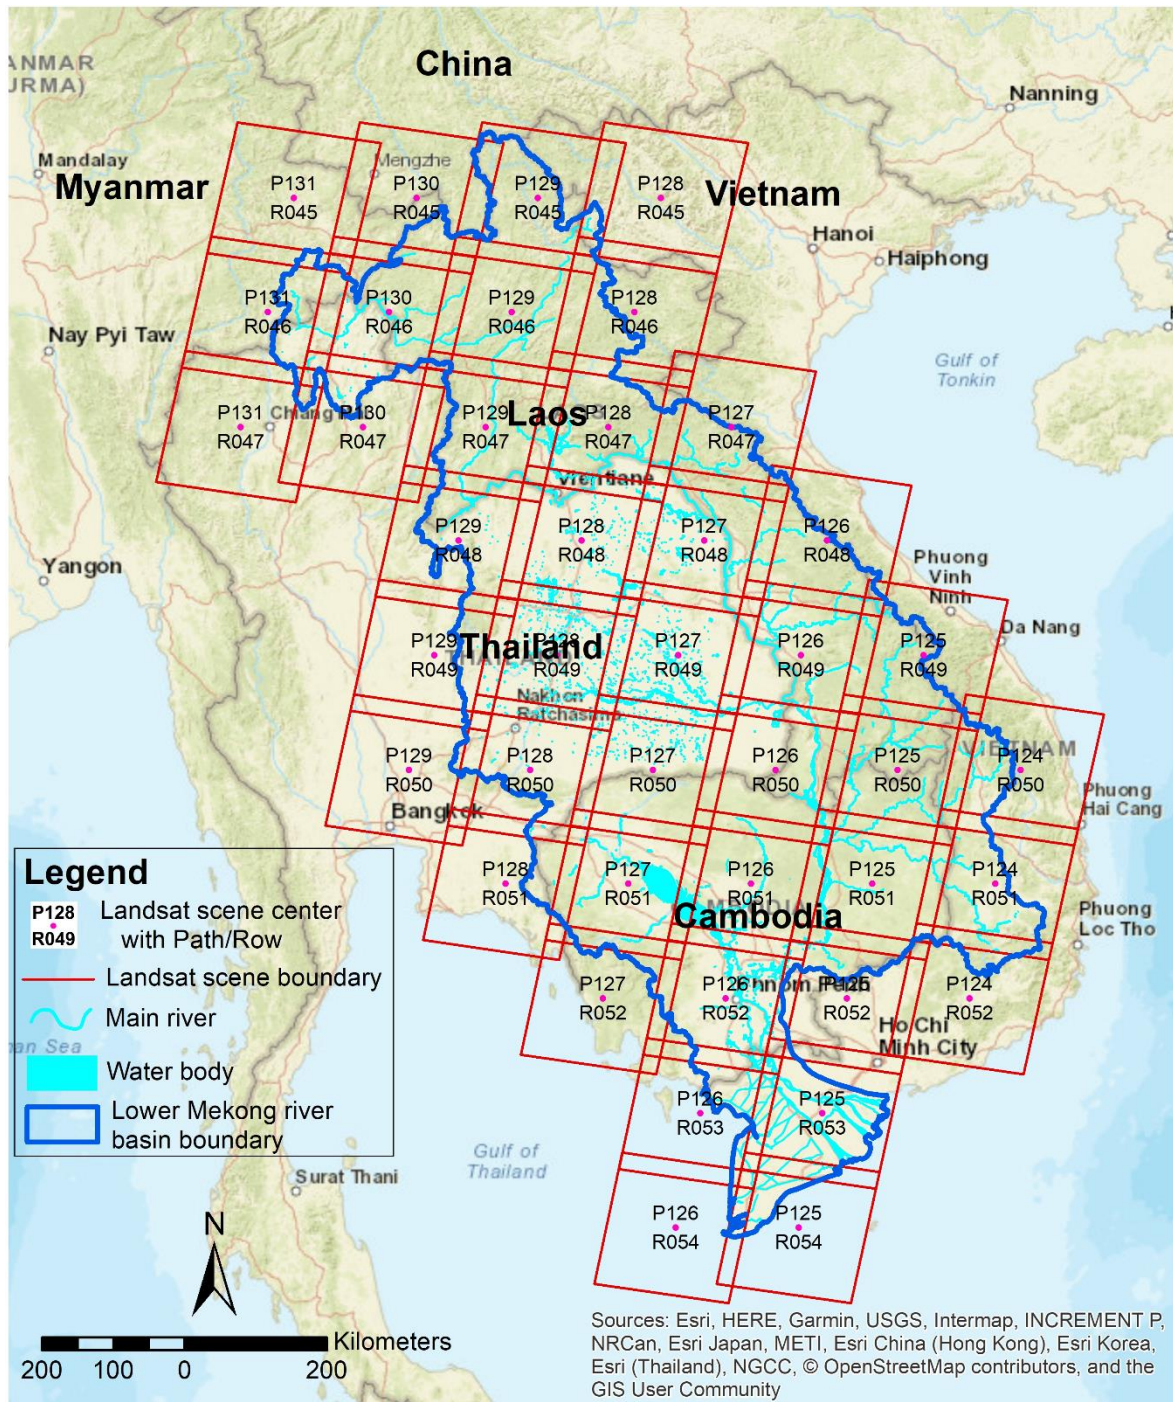 China
ANMAR
URMA)
Nanning
Mandalay
Mengzhe
Myanmar
Vietnam
P131
R045
P130
R045
P129
R045
P128
R045
Hanoi
Haiphong
P131
R046
P130
R046
P129
R046
P128
R046
Nay Pyi Taw
Gulf of
Tonkin
P131
R047
P130
R047
P129
R047
Laos
P128
R047
P127
R047
Vientiane
P129
R048
P128
R048
P127
R048
P126
R048
Yangon
Phuong
Vinh
Ninh
Da Nang
P129
R049
Thailand
P128
R049
P127
R049
P126
R049
P125
R049
Nakhon
Ratchasima
VIETNAM
P129
R050
P128
R050
P127
R050
P126
R050
P125
R050
P124
R050
Bangkok
Phuong
Hai Cang
P128
R051
P127
R051
P126
R051
P125
R051
P124
R051
Cambodia
Phuong
Loc Tho
P127
R052
P126
R052
P125
R052
P124
R052
Ho Chi
Minh City
P126
R053
P125
R053
Gulf of
Thailand
P126
R054
P125
R054
Surat Thani
an Sea
Legend
P128
R049
Landsat scene center
with Path/Row
Landsat scene boundary
Main river
Water body
Lower Mekong river
basin boundary
N
Kilometers
200 100 0 200
Sources: Esri, HERE, Garmin, USGS, Intermap, INCREMENT P,
NRCan, Esri Japan, METI, Esri China (Hong Kong), Esri Korea,
Esri (Thailand), NGCC, © OpenStreetMap contributors, and the
GIS User Community